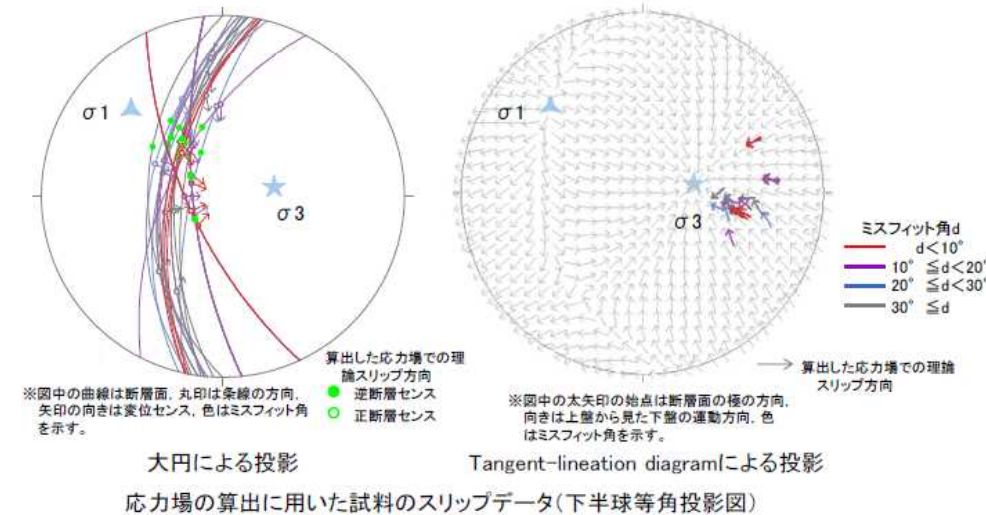 σ1
σ3
※図中の曲線は断層面，丸印は条線の方向，
矢印の向きは変位センス，色はミスフィット角
を示す。
算出した応力場での理
論スリップ方向
逆断層センス
正断層センス
大円による投影
σ1
σ3
ミスフィット角d
d＜10°
10° ≦d＜20°
20° ≦d＜30°
30° ≦d
算出した応力場での理論
スリップ方向
※図中の太矢印の始点は断層面の極の方向，
向きは上盤から見た下盤の運動方向，色
はミスフィット角を示す。
Tangent-lineation diagramによる投影
応力場の算出に用いた試料のスリップデータ(下半球等角投影図)